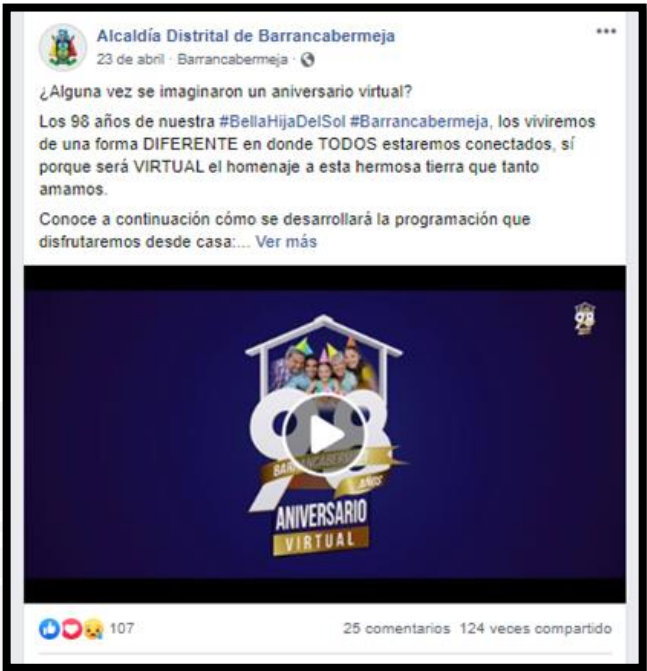 Alcaldía Distrital de Barrancabermeja
23 de abril · Barrancabermeja ·
¿Alguna vez se imaginaron un aniversario virtual?
Los 98 años de nuestra #BellaHijaDelSol #Barrancabermeja, los viviremos
de una forma DIFERENTE en donde TODOS estaremos conectados, sí
porque será VIRTUAL el homenaje a esta hermosa tierra que tanto
amamos.
Conoce a continuación cómo se desarrollará la programación que
disfrutaremos desde casa:... Ver más
98
98
AÑOS
ANIVERSARIO
VIRTUAL
107
25 comentarios 124 veces compartido